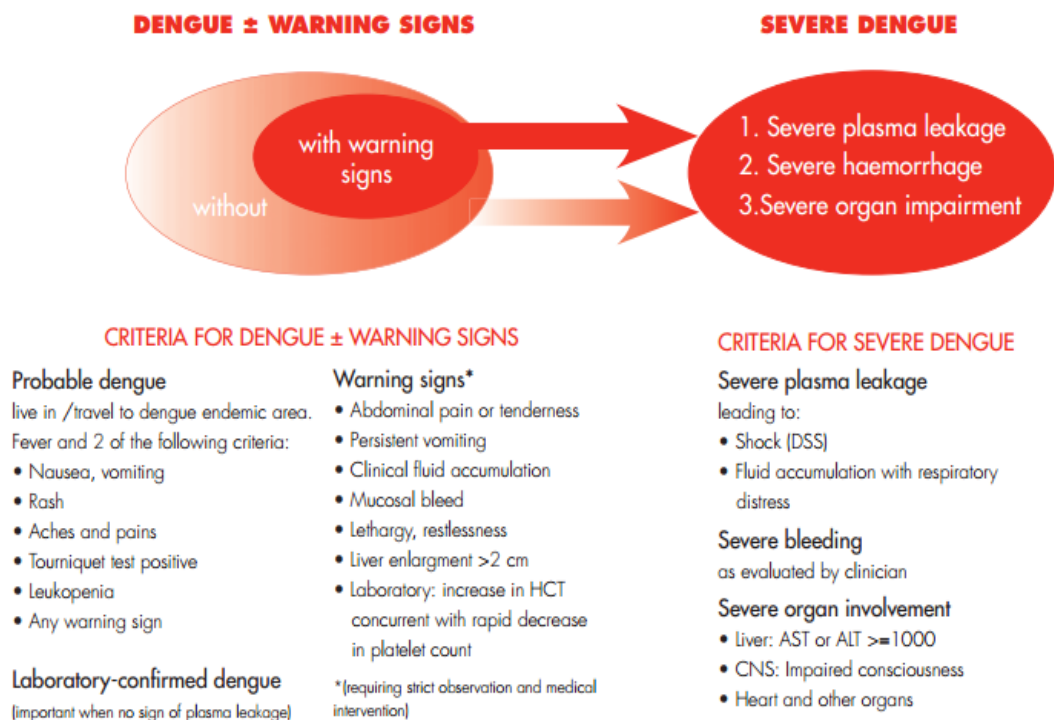 DENGUE ± WARNING SIGNS
SEVERE DENGUE
with warning
signs
without
1. Severe plasma leakage
2. Severe haemorrhage
3.Severe organ impairment
CRITERIA FOR DENGUE ± WARNING SIGNS
Probable dengue
live in /travel to dengue endemic area.
Fever and 2 of the following criteria:
• Nausea, vomiting
• Rash
• Aches and pains
• Tourniquet test positive
• Leukopenia
• Any warning sign
Laboratory-confirmed dengue
(important when no sign of plasma leakage)
Warning signs*
• Abdominal pain or tenderness
• Persistent vomiting
• Clinical fluid accumulation
• Mucosal bleed
• Lethargy, restlessness
• Liver enlargment >2 cm
• Laboratory: increase in HCT
concurrent with rapid decrease
in platelet count
*(requiring strict observation and medical
intervention)
CRITERIA FOR SEVERE DENGUE
Severe plasma leakage
leading to:
• Shock (DSS)
• Fluid accumulation with respiratory
distress
Severe bleeding
as evaluated by clinician
Severe organ involvement
• Liver: AST or ALT >=1000
• CNS: Impaired consciousness
• Heart and other organs